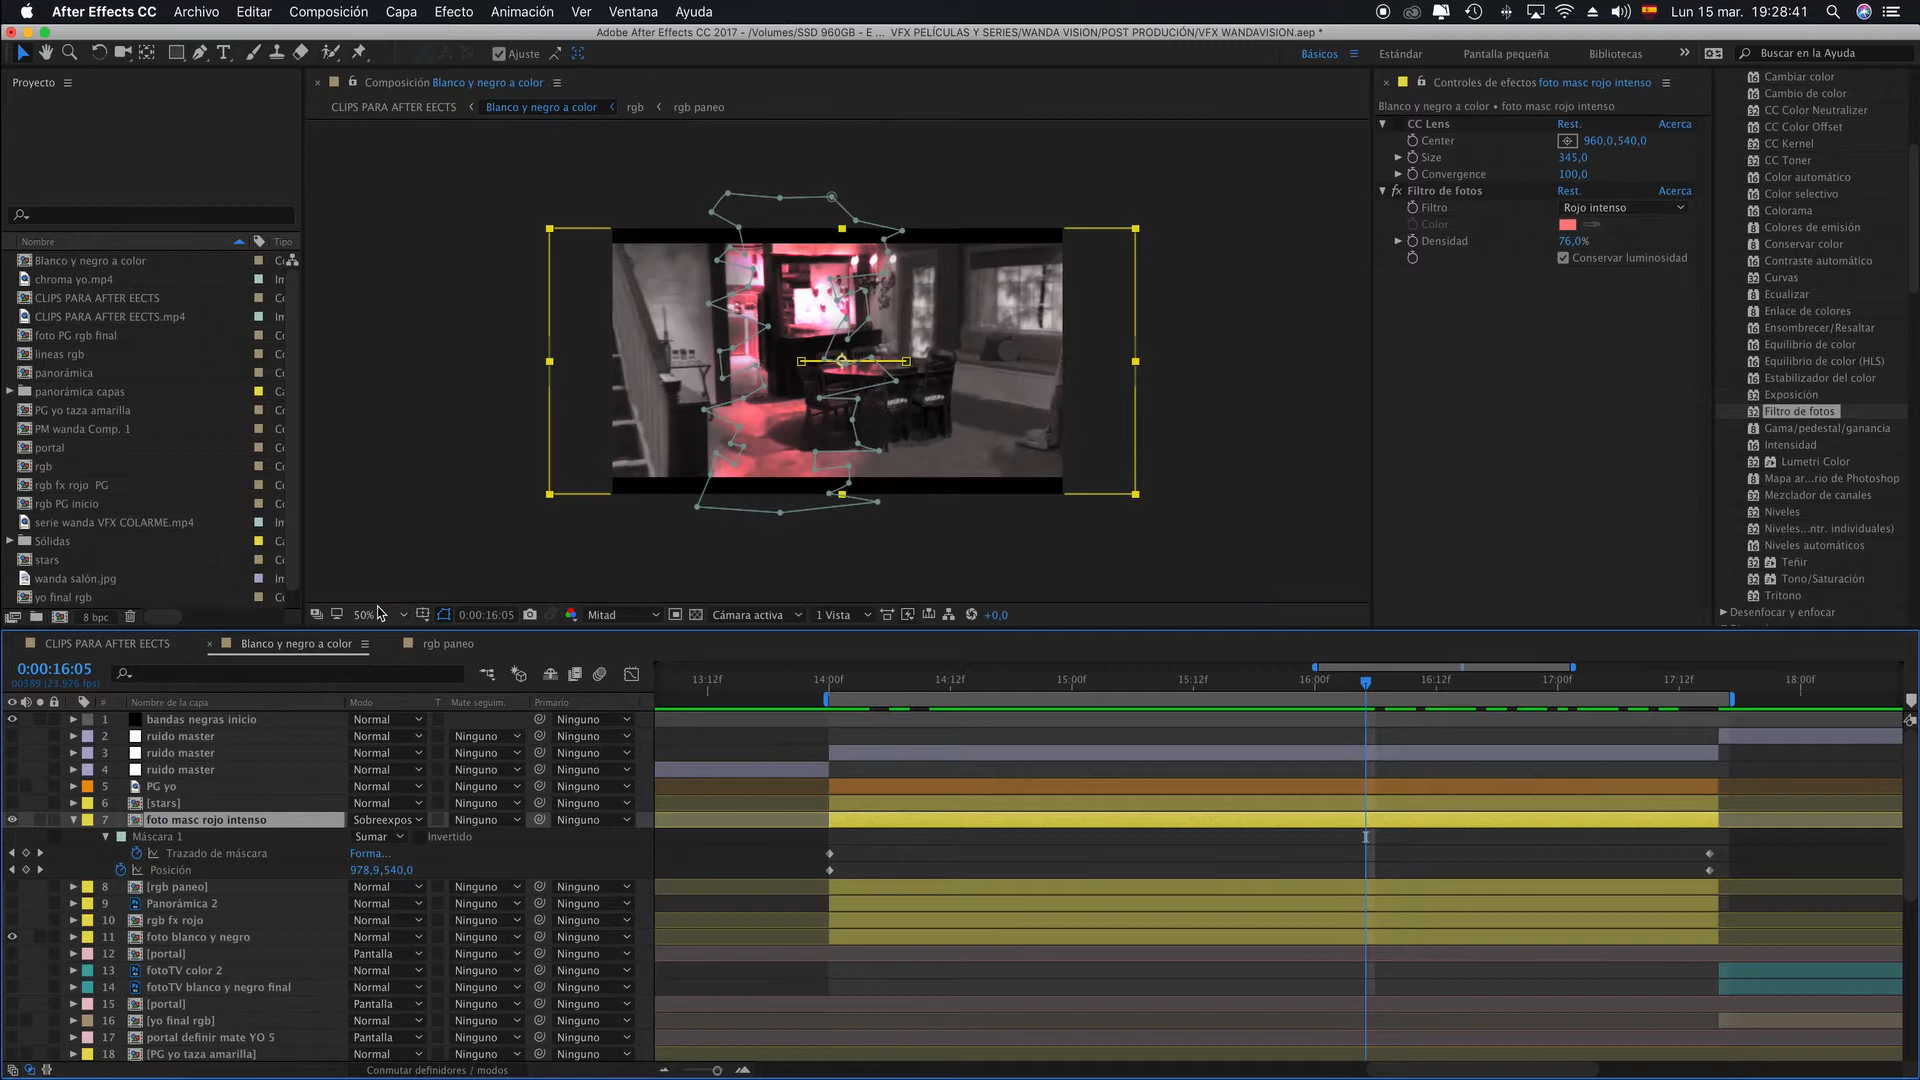 After Effects CC Archivo Editar Composición Capa Efecto Animación Ver Ventana Ayuda Lun 15 mar. 19:28:41
Adobe After Effects CC 2017 - /Volumes/SSD 960GB - E ... VFX PELÍCULAS Y SERIES/WANDA VISION/POST PRODUCIÓN/VFX WANDAVISION.aep *
Ajuste Básicos Estándar Pantalla pequeña Bibliotecas Buscar en la Ayuda
Proyecto
Composición Blanco y negro a color
CLIPS PARA AFTER EECTS Blanco y negro a color rgb rgb paneo
Nombre Tipo
Blanco y negro a color Cc
chroma yo.mp4 In
CLIPS PARA AFTER EECTS Cc
CLIPS PARA AFTER EECTS.mp4 In
foto PG rgb final Cc
lineas rgb Cc
panorámica Cc
panorámica capas Ca
PG yo taza amarilla Cc
PM wanda Comp. 1 Cc
portal Cc
rgb Cc
rgb fx rojo PG Cc
rgb PG inicio Cc
serie wanda VFX COLARME.mp4 In
Sólidas Ca
stars Cc
wanda salón.jpg In
yo final rgb Cc
8 bpc
50% 0:00:16:05 Mitad Cámara activa 1 Vista +0,0
Controles de efectos foto masc rojo intenso
Blanco y negro a color • foto masc rojo intenso
CC Lens Rest. Acerca
Center 960,0,540,0
Size 345,0
Convergence 100,0
fx Filtro de fotos Rest. Acerca
Filtro Rojo intenso
Color
Densidad 76,0%
Conservar luminosidad
Cambiar color
Cambio de color
CC Color Neutralizer
CC Color Offset
CC Kernel
CC Toner
Color automático
Color selectivo
Colorama
Colores de emisión
Conservar color
Contraste automático
Curvas
Ecualizar
Enlace de colores
Ensombrecer/Resaltar
Equilibrio de color
Equilibrio de color (HLS)
Estabilizador del color
Exposición
Filtro de fotos
Gama/pedestal/ganancia
Intensidad
Lumetri Color
Mapa ar...rio de Photoshop
Mezclador de canales
Niveles
Niveles...ntr. individuales)
Niveles automáticos
Teñir
Tono/Saturación
Tritono
Desenfocar y enfocar
CLIPS PARA AFTER EECTS Blanco y negro a color rgb paneo
0:00:16:05
00389 (23.976 fps)
13:12f 14:00f 14:12f 15:00f 15:12f 16:00f 16:12f 17:00f 17:12f 18:00f
# Nombre de la capa Modo T Mate seguim. Primario
1 bandas negras inicio Normal Ninguno
2 ruido master Normal Ninguno Ninguno
3 ruido master Normal Ninguno Ninguno
4 ruido master Normal Ninguno Ninguno
5 PG yo Normal Ninguno Ninguno
6 [stars] Normal Ninguno Ninguno
7 foto masc rojo intenso Sobreexpos Ninguno Ninguno
Máscara 1 Sumar Invertido
Trazado de máscara Forma...
Posición 978,9,540,0
8 [rgb paneo] Normal Ninguno Ninguno
9 Panorámica 2 Normal Ninguno Ninguno
10 rgb fx rojo Normal Ninguno Ninguno
11 foto blanco y negro Normal Ninguno Ninguno
12 [portal] Pantalla Ninguno Ninguno
13 fotoTV color 2 Normal Ninguno Ninguno
14 fotoTV blanco y negro final Normal Ninguno Ninguno
15 [portal] Pantalla Ninguno Ninguno
16 [yo final rgb] Normal Ninguno Ninguno
17 portal definir mate YO 5 Pantalla Ninguno Ninguno
18 [PG yo taza amarilla] Normal Ninguno Ninguno
Conmutar definidores / modos